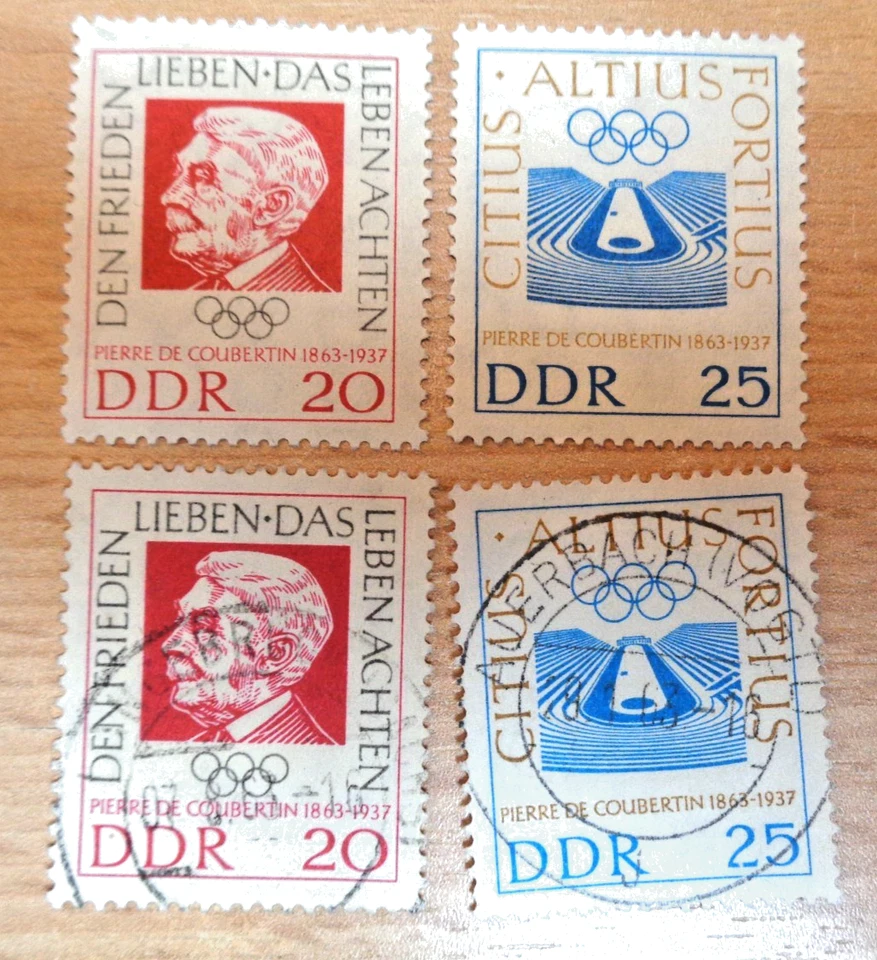 DEN FRIEDEN LIEBEN · DAS LEBEN ACHTEN
PIERRE DE COUBERTIN 1863-1937
DDR 20
CITIUS · ALTIUS FORTIUS
PIERRE DE COUBERTIN 1863-1937
DDR 25
DEN FRIEDEN LIEBEN · DAS LEBEN ACHTEN
PIERRE DE COUBERTIN 1863-1937
DDR 20
CITIUS · ALTIUS FORTIUS
AUERBACH (VOGTL)
PIERRE DE COUBERTIN 1863-1937
DDR 25